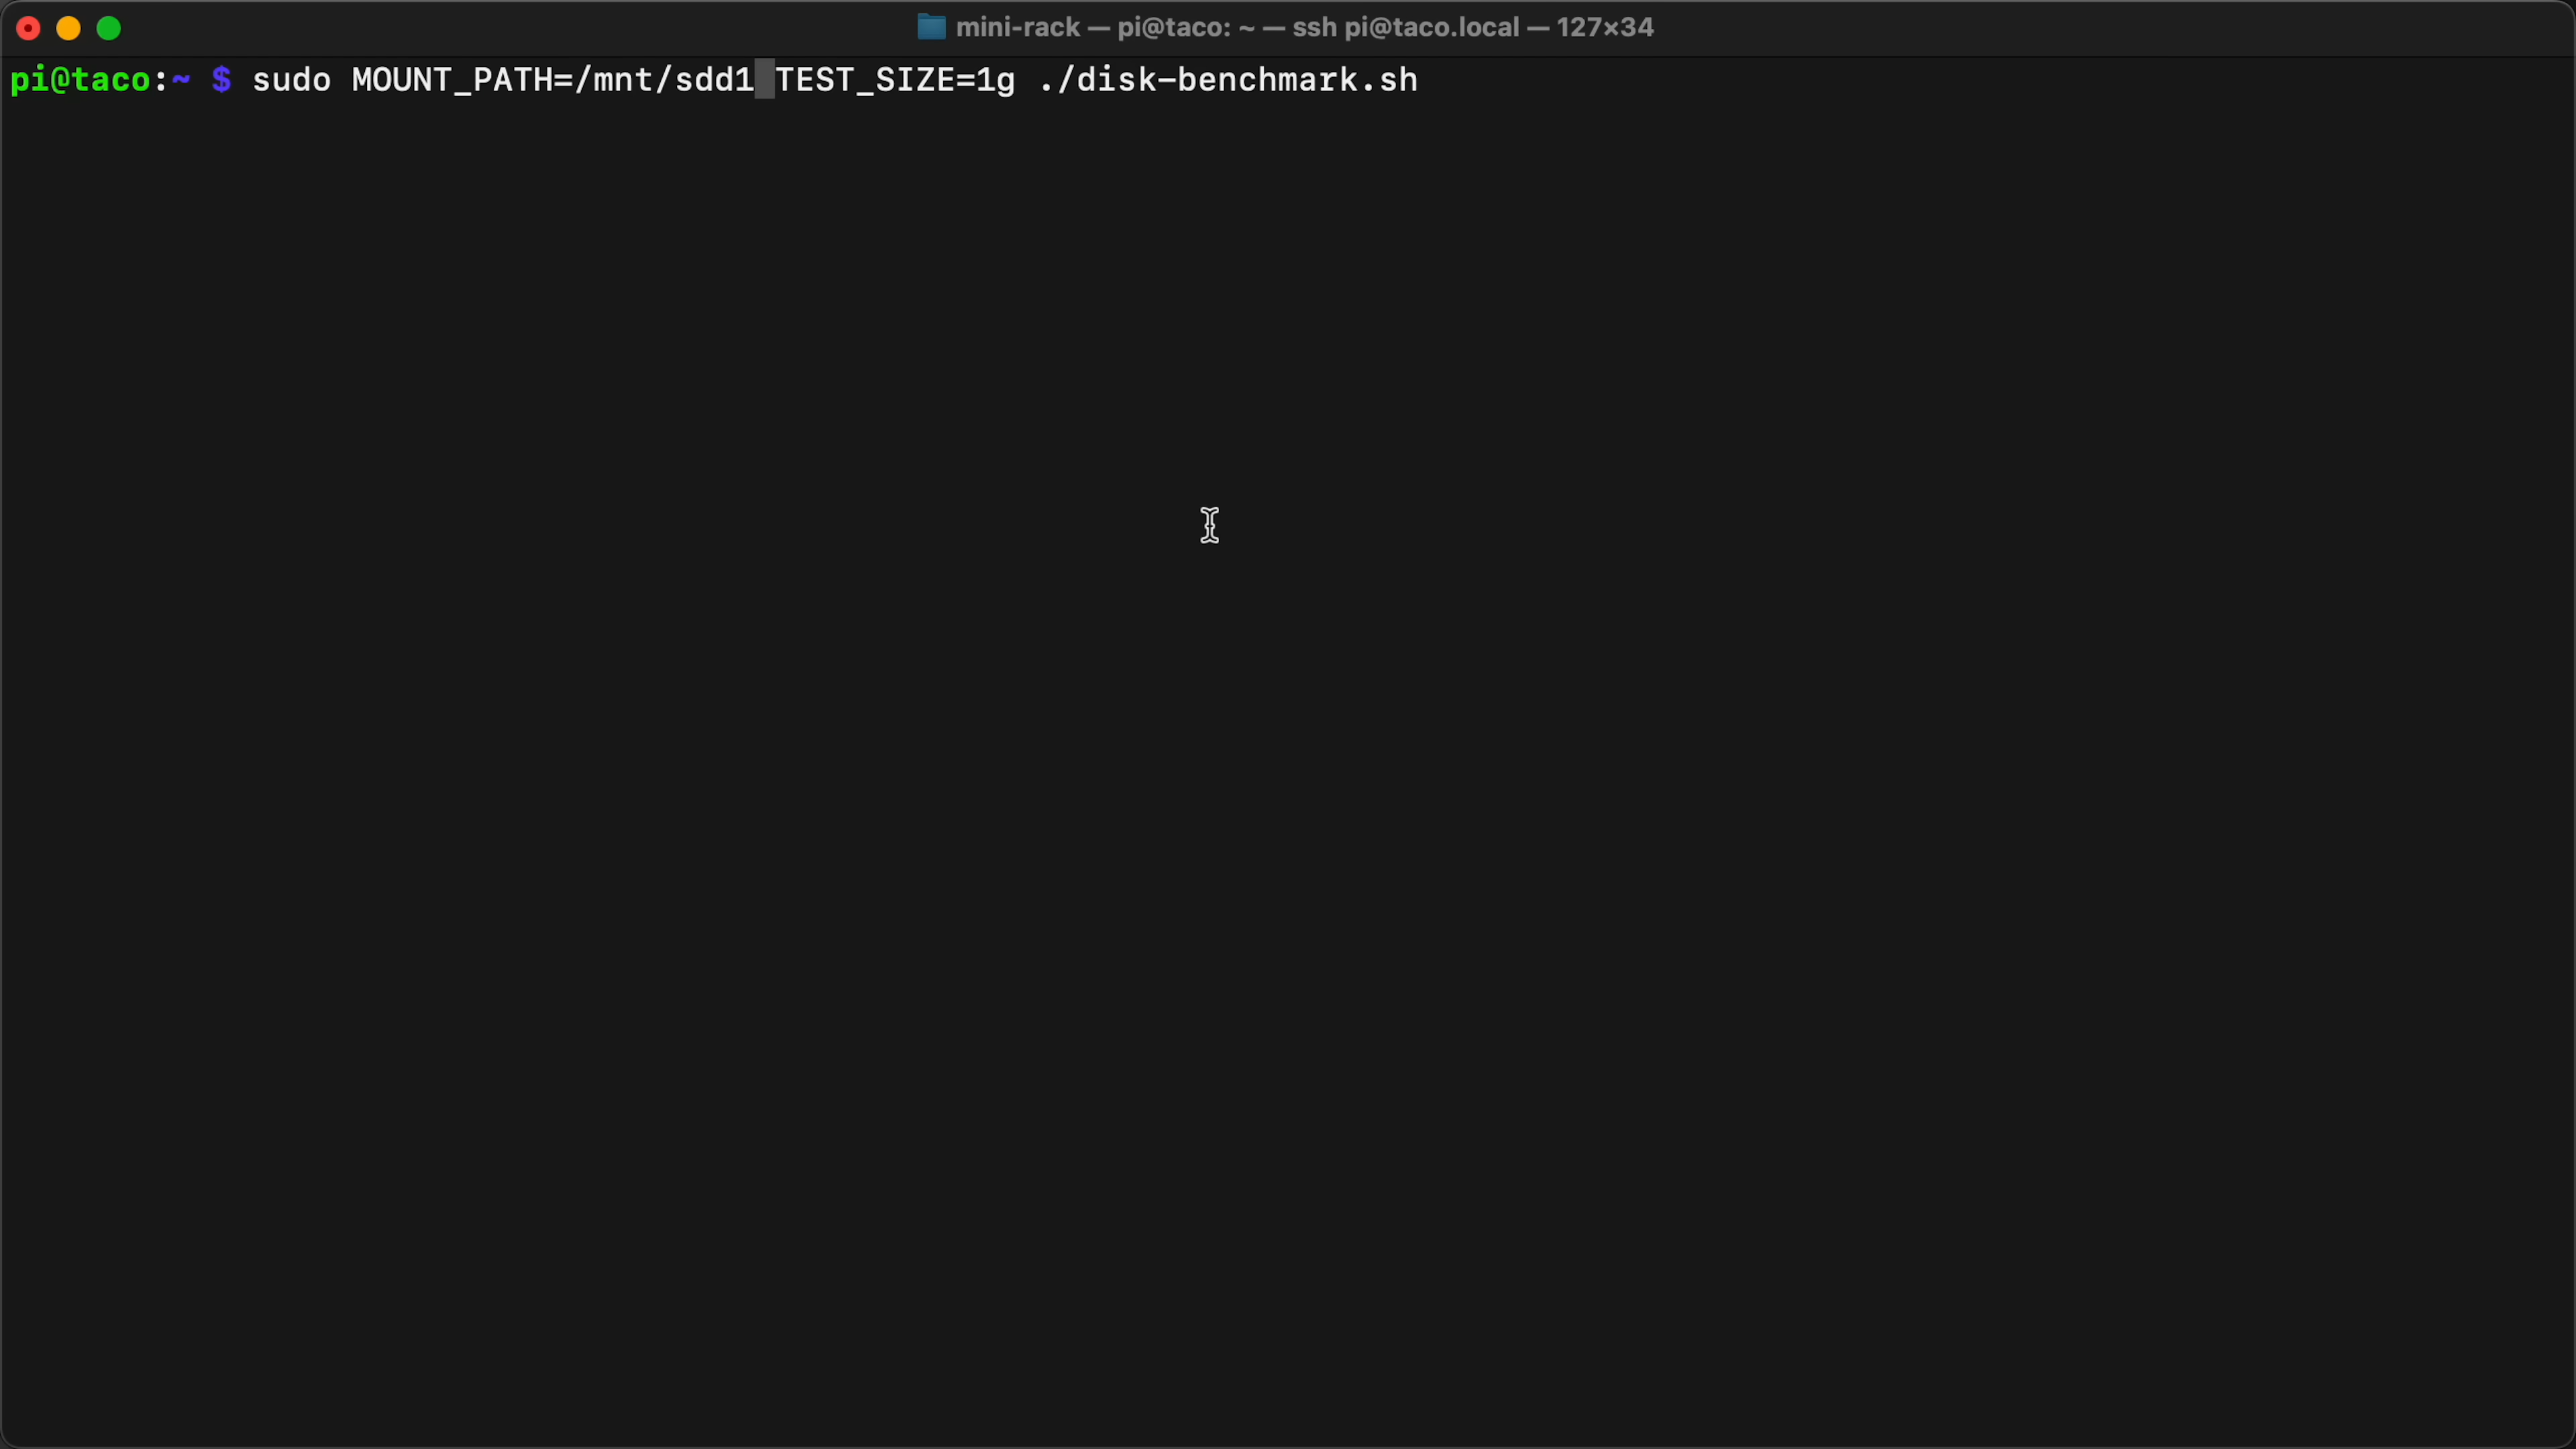 mini-rack — pi@taco: ~ — ssh pi@taco.local — 127×34
pi@taco:~ $ sudo MOUNT_PATH=/mnt/sdd1 TEST_SIZE=1g ./disk-benchmark.sh